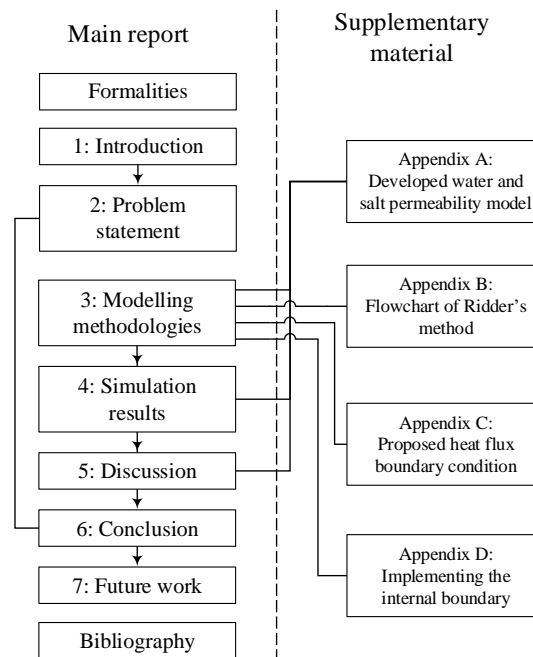 Main report
Formalities
1: Introduction
2: Problem
statement
3: Modelling
methodologies
4: Simulation
results
5: Discussion
6: Conclusion
7: Future work
Bibliography
Supplementary
material
Appendix A:
Developed water and
salt permeability model
Appendix B:
Flowchart of Ridder's
method
Appendix C:
Proposed heat flux
boundary condition
Appendix D:
Implementing the
internal boundary